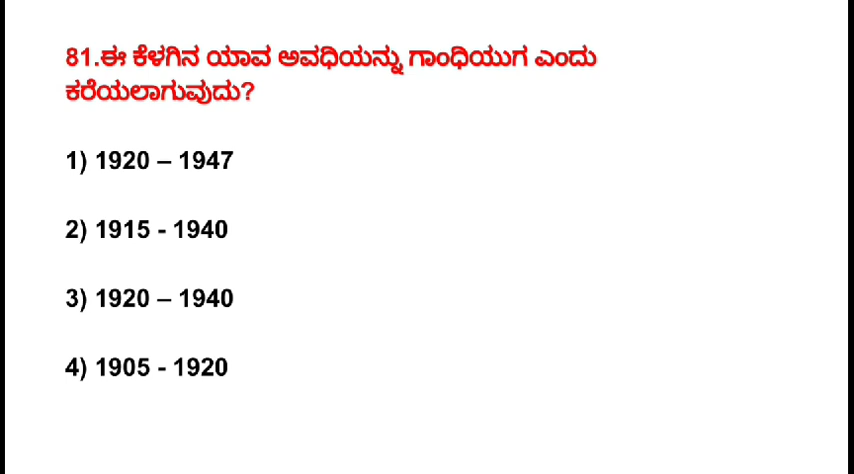 81.ಈ ಕೆಳಗಿನ ಯಾವ ಅವಧಿಯನ್ನು ಗಾಂಧಿಯುಗ ಎಂದು
ಕರೆಯಲಾಗುವುದು?
1) 1920 – 1947
2) 1915 - 1940
3) 1920 – 1940
4) 1905 - 1920